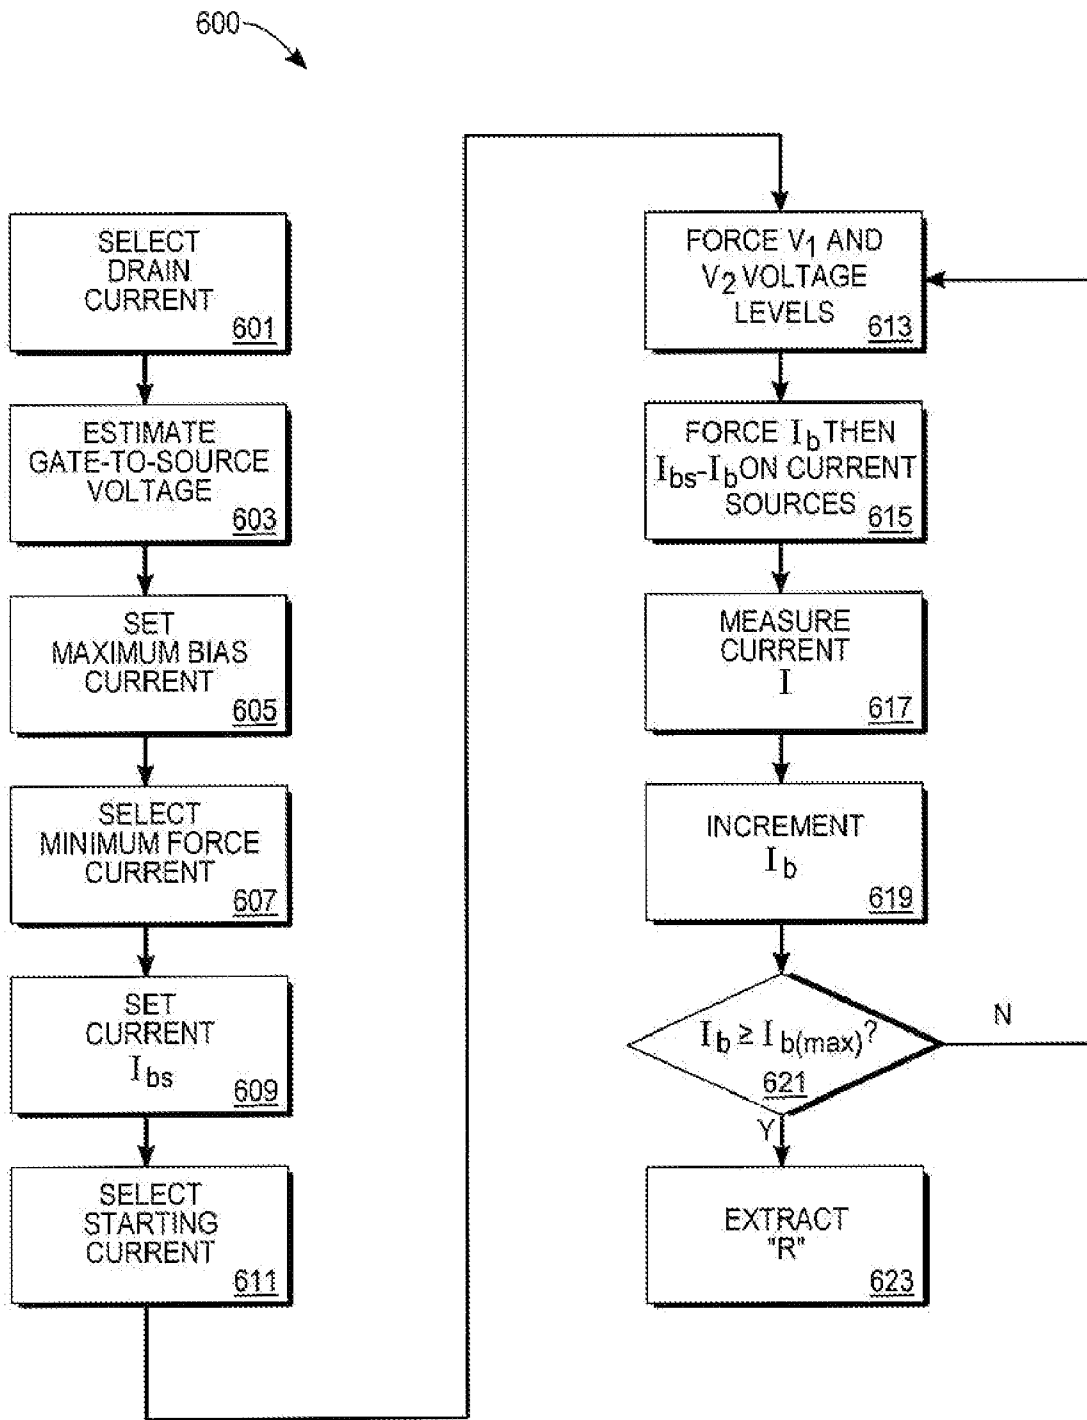 600
SELECT
DRAIN
CURRENT
601
ESTIMATE
GATE-TO-SOURCE
VOLTAGE
603
SET
MAXIMUM BIAS
CURRENT
605
SELECT
MINIMUM FORCE
CURRENT
607
SET
CURRENT
Ibs
609
SELECT
STARTING
CURRENT
611
FORCE V1 AND
V2 VOLTAGE
LEVELS
613
FORCE Ib THEN
Ibs-Ib ON CURRENT
SOURCES
615
MEASURE
CURRENT
I
617
INCREMENT
Ib
619
Ib ≥ Ib(max)?
621
N
Y
EXTRACT
"R"
623